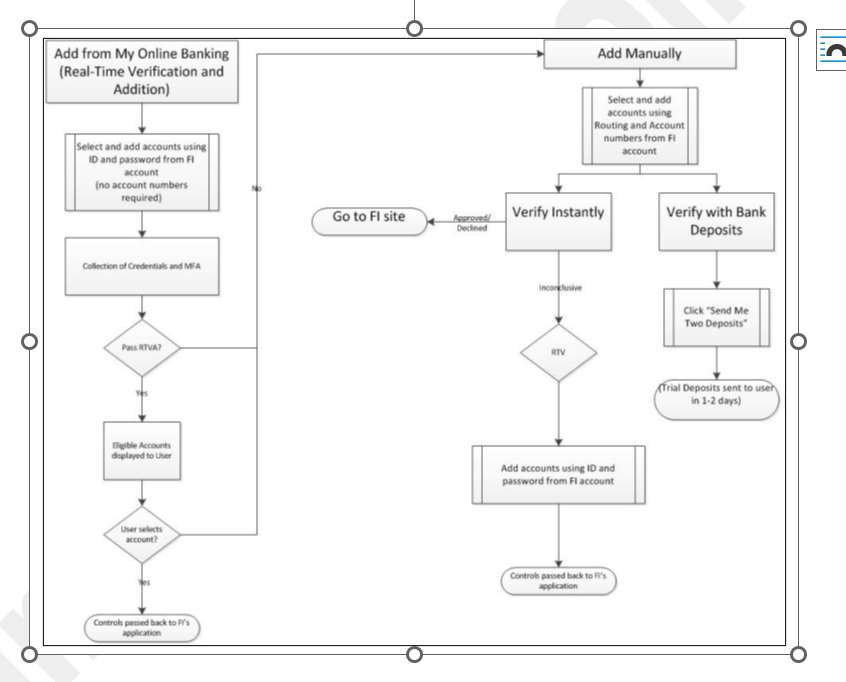 Add from My Online Banking
(Real-Time Verification and
Addition)
Select and add accounts using
ID and password from FI
account
(no account numbers
required)
Collection of Credentials and MFA
Pass RTVA?
Yes
Eligible Accounts
displayed to User
User selects
account?
Yes
Controls passed back to FI's
application
No
Add Manually
Select and add
accounts using
Routing and Account
numbers from FI
account
Verify Instantly
Verify with Bank
Deposits
Go to FI site
Approved/
Declined
Inconclusive
Click "Send Me
Two Deposits"
RTV
(Trial Deposits sent to user
in 1-2 days)
Add accounts using ID and
password from FI account
Controls passed back to FI's
application